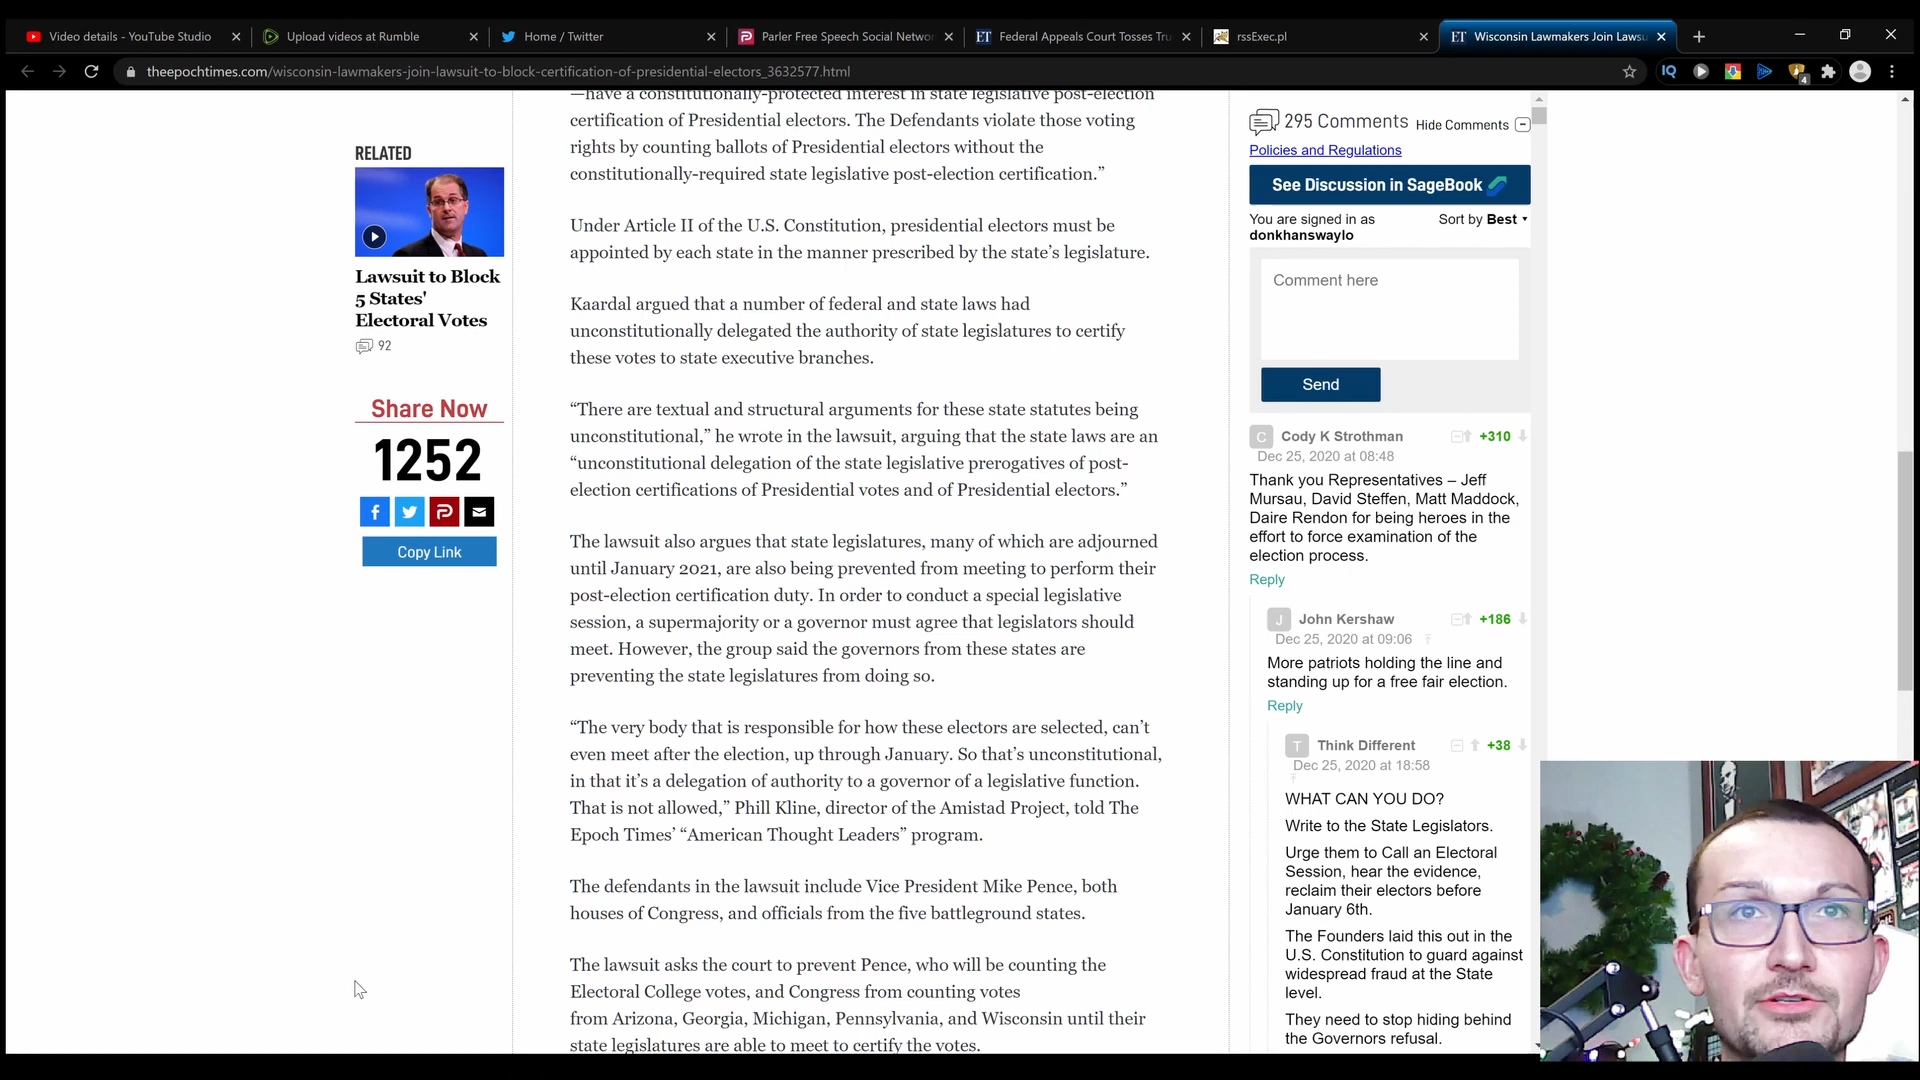 Video details - YouTube Studio
Upload videos at Rumble
Home / Twitter
Parler Free Speech Social Networ
ET Federal Appeals Court Tosses Tru
rssExec.pl
ET Wisconsin Lawmakers Join Lawsu
theepochtimes.com/wisconsin-lawmakers-join-lawsuit-to-block-certification-of-presidential-electors_3632577.html
IQ
4
RELATED
Lawsuit to Block
5 States'
Electoral Votes
92
Share Now
1252
Copy Link
—have a constitutionally-protected interest in state legislative post-election
certification of Presidential electors. The Defendants violate those voting
rights by counting ballots of Presidential electors without the
constitutionally-required state legislative post-election certification.”
Under Article II of the U.S. Constitution, presidential electors must be
appointed by each state in the manner prescribed by the state’s legislature.
Kaardal argued that a number of federal and state laws had
unconstitutionally delegated the authority of state legislatures to certify
these votes to state executive branches.
“There are textual and structural arguments for these state statutes being
unconstitutional,” he wrote in the lawsuit, arguing that the state laws are an
“unconstitutional delegation of the state legislative prerogatives of post-
election certifications of Presidential votes and of Presidential electors.”
The lawsuit also argues that state legislatures, many of which are adjourned
until January 2021, are also being prevented from meeting to perform their
post-election certification duty. In order to conduct a special legislative
session, a supermajority or a governor must agree that legislators should
meet. However, the group said the governors from these states are
preventing the state legislatures from doing so.
“The very body that is responsible for how these electors are selected, can’t
even meet after the election, up through January. So that’s unconstitutional,
in that it’s a delegation of authority to a governor of a legislative function.
That is not allowed,” Phill Kline, director of the Amistad Project, told The
Epoch Times’ “American Thought Leaders” program.
The defendants in the lawsuit include Vice President Mike Pence, both
houses of Congress, and officials from the five battleground states.
The lawsuit asks the court to prevent Pence, who will be counting the
Electoral College votes, and Congress from counting votes
from Arizona, Georgia, Michigan, Pennsylvania, and Wisconsin until their
state legislatures are able to meet to certify the votes.
295 Comments Hide Comments
Policies and Regulations
See Discussion in SageBook
You are signed in as Sort by Best
donkhanswaylo
Comment here
Send
C Cody K Strothman +310
Dec 25, 2020 at 08:48
Thank you Representatives – Jeff
Mursau, David Steffen, Matt Maddock,
Daire Rendon for being heroes in the
effort to force examination of the
election process.
Reply
J John Kershaw +186
Dec 25, 2020 at 09:06
More patriots holding the line and
standing up for a free fair election.
Reply
T Think Different +38
Dec 25, 2020 at 18:58
WHAT CAN YOU DO?
Write to the State Legislators.
Urge them to Call an Electoral
Session, hear the evidence,
reclaim their electors before
January 6th.
The Founders laid this out in the
U.S. Constitution to guard against
widespread fraud at the State
level.
They need to stop hiding behind
the Governors refusal.